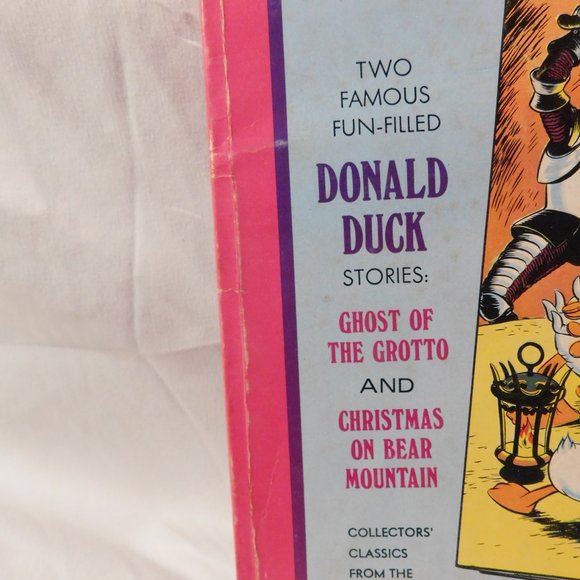 TWO
FAMOUS
FUN-FILLED
DONALD
DUCK
STORIES:
GHOST OF
THE GROTTO
AND
CHRISTMAS
ON BEAR
MOUNTAIN
COLLECTORS'
CLASSICS
FROM THE